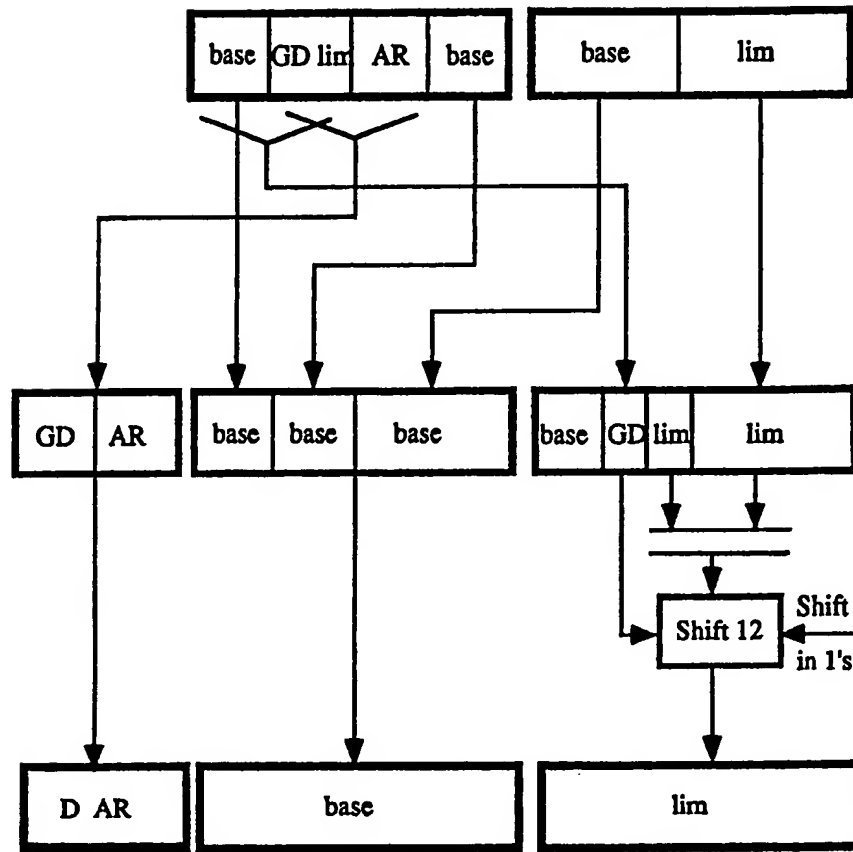 base GD lim AR base base lim
GD AR base base base base GD lim lim
Shift
Shift 12
in 1's
D AR base lim